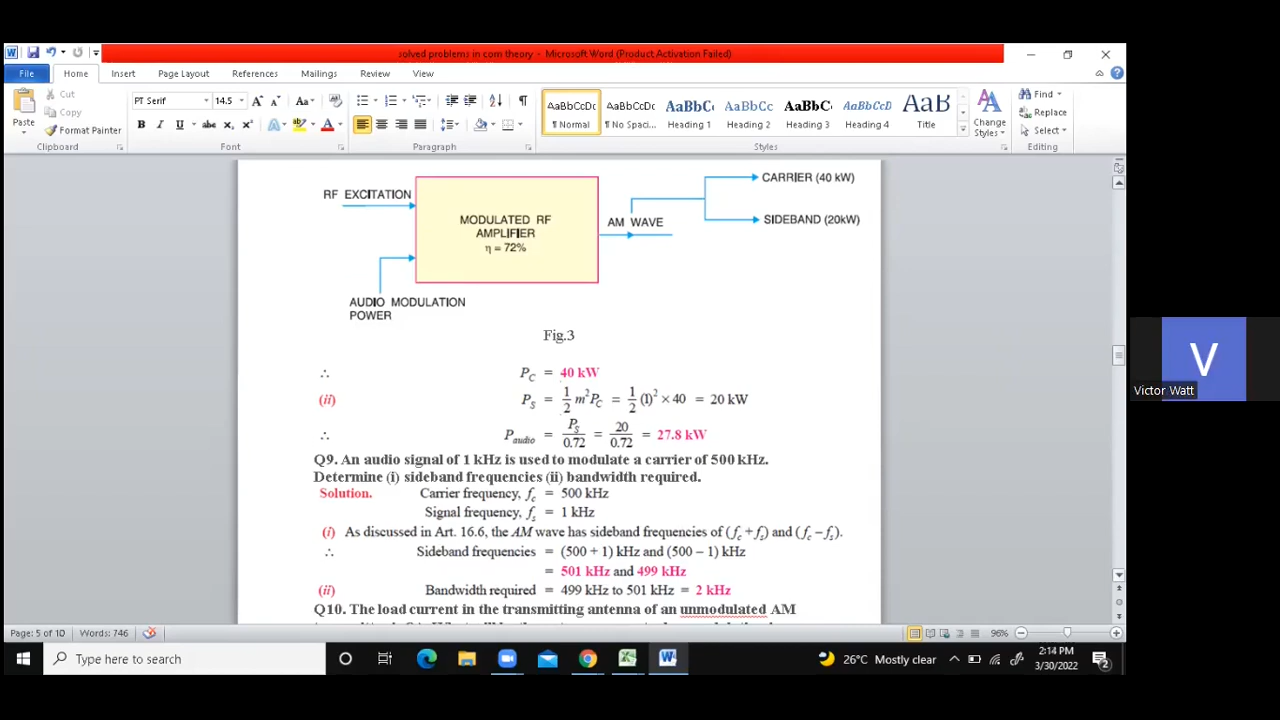 solved problems in com theory - Microsoft Word (Product Activation Failed)
File Home Insert Page Layout References Mailings Review View
Paste Cut Copy Format Painter Clipboard
PT Serif 14.5 Font
Paragraph
AaBbCcDc AaBbCcDc AaBbC AaBbCc AaBbCc AaBbCcD AaB
¶ Normal ¶ No Spaci... Heading 1 Heading 2 Heading 3 Heading 4 Title
Change Styles Styles
Find Replace Select Editing
RF EXCITATION
MODULATED RF
AMPLIFIER
η = 72%
AM WAVE
CARRIER (40 kW)
SIDEBAND (20kW)
AUDIO MODULATION
POWER
Fig.3
∴ P_C = 40 kW
(ii) P_S = 1/2 m²P_C = 1/2 (1)² × 40 = 20 kW
∴ P_audio = P_S/0.72 = 20/0.72 = 27.8 kW
Q9. An audio signal of 1 kHz is used to modulate a carrier of 500 kHz.
Determine (i) sideband frequencies (ii) bandwidth required.
Solution. Carrier frequency, f_c = 500 kHz
Signal frequency, f_s = 1 kHz
(i) As discussed in Art. 16.6, the AM wave has sideband frequencies of (f_c + f_s) and (f_c – f_s).
∴ Sideband frequencies = (500 + 1) kHz and (500 – 1) kHz
= 501 kHz and 499 kHz
(ii) Bandwidth required = 499 kHz to 501 kHz = 2 kHz
Q10. The load current in the transmitting antenna of an unmodulated AM
Page: 5 of 10 Words: 746 96%
Type here to search
26°C Mostly clear
2:14 PM
3/30/2022
2
V
Victor Watt